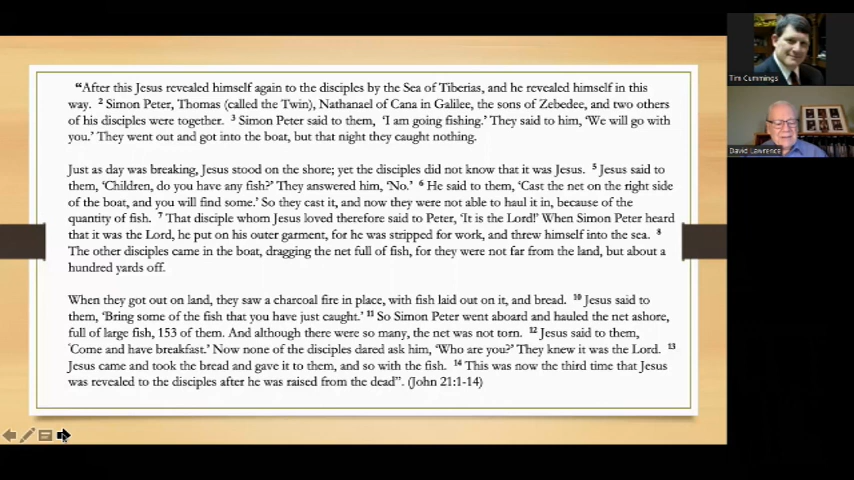 “After this Jesus revealed himself again to the disciples by the Sea of Tiberias, and he revealed himself in this
way. 2 Simon Peter, Thomas (called the Twin), Nathanael of Cana in Galilee, the sons of Zebedee, and two others
of his disciples were together. 3 Simon Peter said to them, ‘I am going fishing.’ They said to him, ‘We will go with
you.’ They went out and got into the boat, but that night they caught nothing.
Just as day was breaking, Jesus stood on the shore; yet the disciples did not know that it was Jesus. 5 Jesus said to
them, ‘Children, do you have any fish?’ They answered him, ‘No.’ 6 He said to them, ‘Cast the net on the right side
of the boat, and you will find some.’ So they cast it, and now they were not able to haul it in, because of the
quantity of fish. 7 That disciple whom Jesus loved therefore said to Peter, ‘It is the Lord!’ When Simon Peter heard
that it was the Lord, he put on his outer garment, for he was stripped for work, and threw himself into the sea. 8
The other disciples came in the boat, dragging the net full of fish, for they were not far from the land, but about a
hundred yards off.
When they got out on land, they saw a charcoal fire in place, with fish laid out on it, and bread. 10 Jesus said to
them, ‘Bring some of the fish that you have just caught.’ 11 So Simon Peter went aboard and hauled the net ashore,
full of large fish, 153 of them. And although there were so many, the net was not torn. 12 Jesus said to them,
‘Come and have breakfast.’ Now none of the disciples dared ask him, ‘Who are you?’ They knew it was the Lord. 13
Jesus came and took the bread and gave it to them, and so with the fish. 14 This was now the third time that Jesus
was revealed to the disciples after he was raised from the dead”. (John 21:1-14)
Tim Cummings
David Lawrence